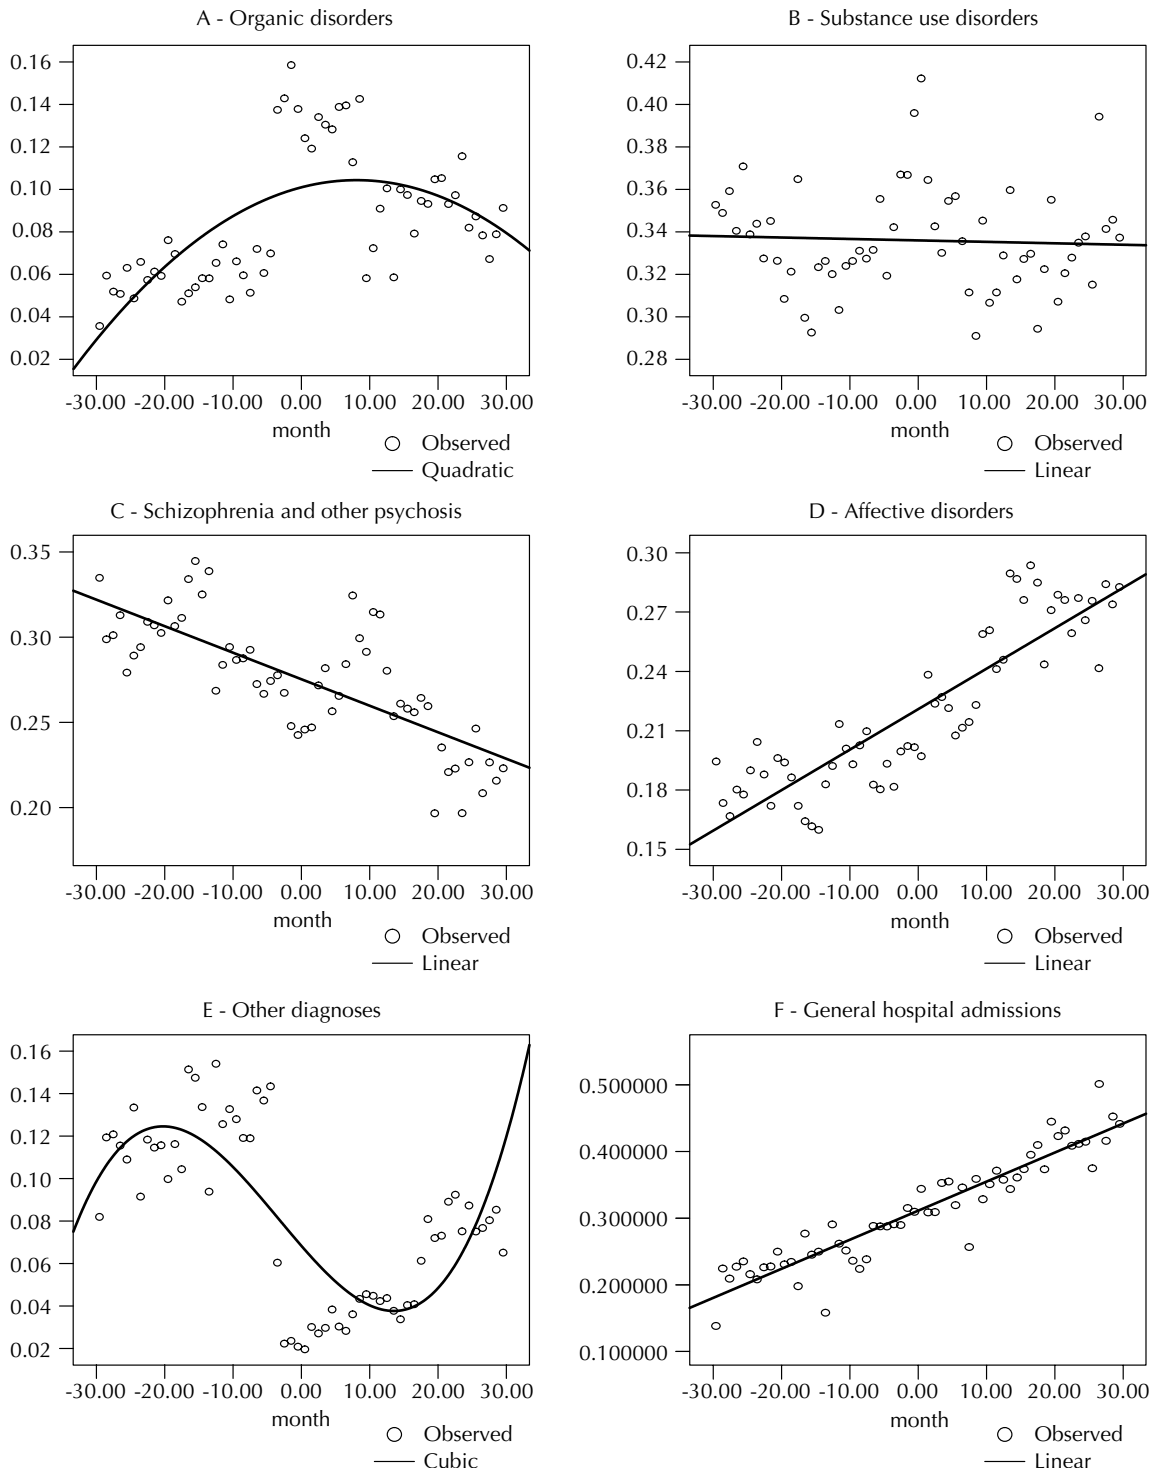 A - Organic disorders
0.16
0.14
0.12
0.10
0.08
0.06
0.04
0.02
-30.00 -20.00 -10.00 0.00 10.00 20.00 30.00
month
Observed
Quadratic
B - Substance use disorders
0.42
0.40
0.38
0.36
0.34
0.32
0.30
0.28
-30.00 -20.00 -10.00 0.00 10.00 20.00 30.00
month
Observed
Linear
C - Schizophrenia and other psychosis
0.35
0.30
0.25
0.20
-30.00 -20.00 -10.00 0.00 10.00 20.00 30.00
month
Observed
Linear
D - Affective disorders
0.30
0.27
0.24
0.21
0.18
0.15
-30.00 -20.00 -10.00 0.00 10.00 20.00 30.00
month
Observed
Linear
E - Other diagnoses
0.16
0.14
0.12
0.10
0.08
0.06
0.04
0.02
-30.00 -20.00 -10.00 0.00 10.00 20.00 30.00
month
Observed
Cubic
F - General hospital admissions
0.500000
0.400000
0.300000
0.200000
0.100000
-30.00 -20.00 -10.00 0.00 10.00 20.00 30.00
month
Observed
Linear